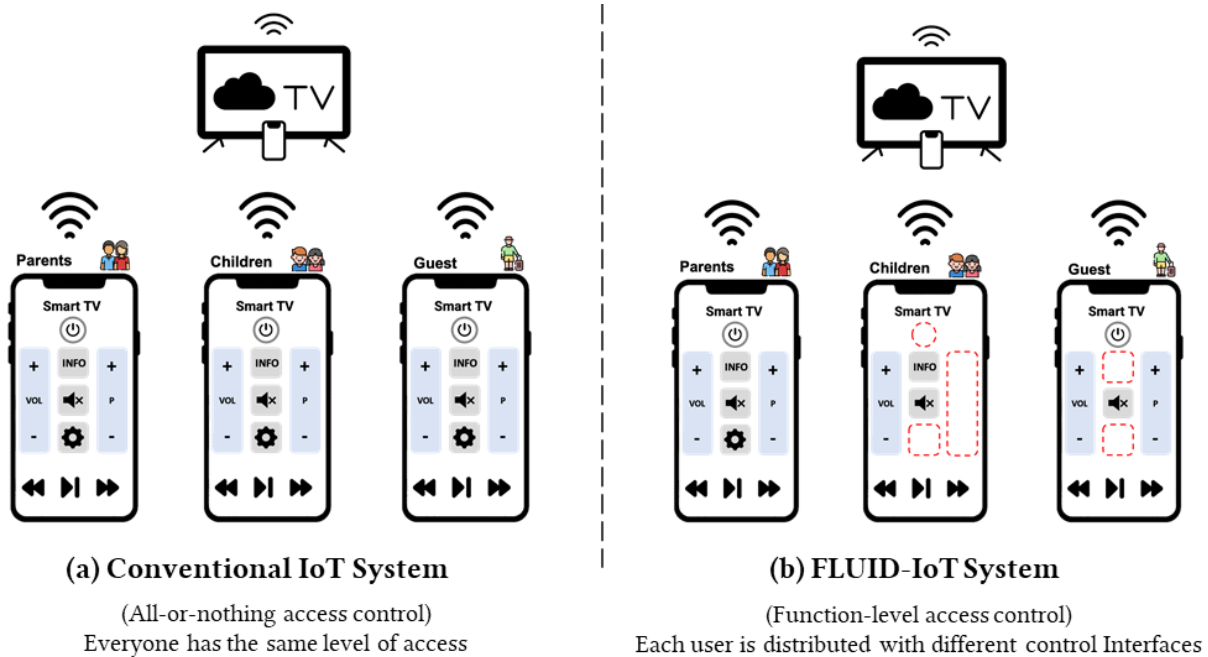 TV
Parents
Smart TV
+ INFO +
VOL P
- -
Children
Smart TV
+ INFO +
VOL P
- -
Guest
Smart TV
+ INFO +
VOL P
- -
(a) Conventional IoT System
(All-or-nothing access control)
Everyone has the same level of access
TV
Parents
Smart TV
+ INFO +
VOL P
- -
Children
Smart TV
+ INFO
VOL
-
Guest
Smart TV
+ +
VOL P
- -
(b) FLUID-IoT System
(Function-level access control)
Each user is distributed with different control Interfaces